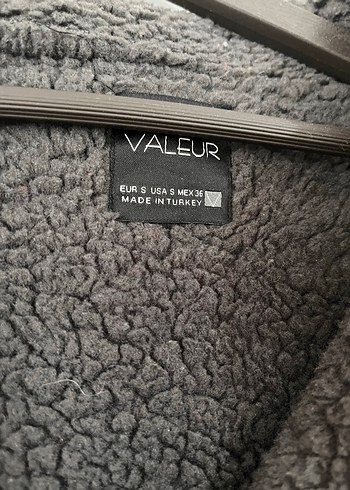 VALEUR
EUR S USA S MEX 36
MADE IN TURKEY